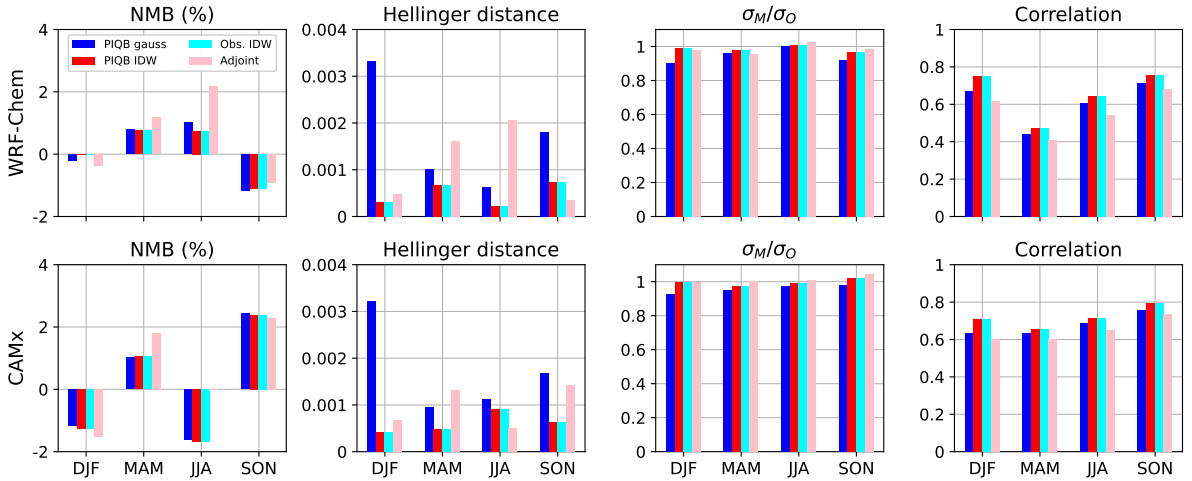 NMB (%)
Hellinger distance
σM/σO
Correlation
WRF-Chem
4
2
0
-2
PIQB gauss
PIQB IDW
Obs. IDW
Adjoint
0.004
0.003
0.002
0.001
0
1
0.8
0.6
0.4
0.2
0
1
0.8
0.6
0.4
0.2
0
NMB (%)
Hellinger distance
σM/σO
Correlation
CAMx
4
2
0
-2
0.004
0.003
0.002
0.001
0
1
0.8
0.6
0.4
0.2
0
1
0.8
0.6
0.4
0.2
0
DJF MAM JJA SON
DJF MAM JJA SON
DJF MAM JJA SON
DJF MAM JJA SON